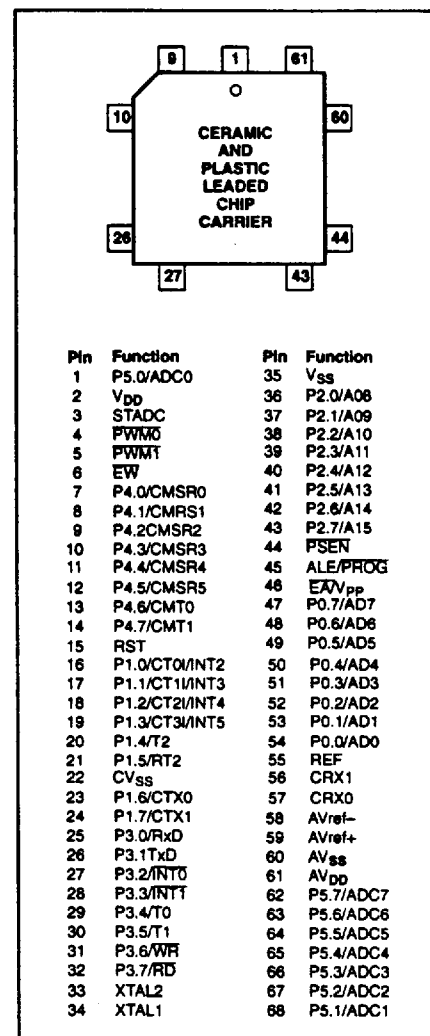 9 1 61
10 60
CERAMIC
AND
PLASTIC
LEADED
CHIP
CARRIER
26 44
27 43
Pin Function Pin Function
1 P5.0/ADC0 35 VSS
2 VDD 36 P2.0/A08
3 STADC 37 P2.1/A09
4 PWM0 38 P2.2/A10
5 PWM1 39 P2.3/A11
6 EW 40 P2.4/A12
7 P4.0/CMSR0 41 P2.5/A13
8 P4.1/CMRS1 42 P2.6/A14
9 P4.2CMSR2 43 P2.7/A15
10 P4.3/CMSR3 44 PSEN
11 P4.4/CMSR4 45 ALE/PROG
12 P4.5/CMSR5 46 EA/VPP
13 P4.6/CMT0 47 P0.7/AD7
14 P4.7/CMT1 48 P0.6/AD6
15 RST 49 P0.5/AD5
16 P1.0/CT0I/INT2 50 P0.4/AD4
17 P1.1/CT1I/INT3 51 P0.3/AD3
18 P1.2/CT2I/INT4 52 P0.2/AD2
19 P1.3/CT3I/INT5 53 P0.1/AD1
20 P1.4/T2 54 P0.0/AD0
21 P1.5/RT2 55 REF
22 CVSS 56 CRX1
23 P1.6/CTX0 57 CRX0
24 P1.7/CTX1 58 AVref−
25 P3.0/RxD 59 AVref+
26 P3.1TxD 60 AVSS
27 P3.2/INT0 61 AVDD
28 P3.3/INT1 62 P5.7/ADC7
29 P3.4/T0 63 P5.6/ADC6
30 P3.5/T1 64 P5.5/ADC5
31 P3.6/WR 65 P5.4/ADC4
32 P3.7/RD 66 P5.3/ADC3
33 XTAL2 67 P5.2/ADC2
34 XTAL1 68 P5.1/ADC1